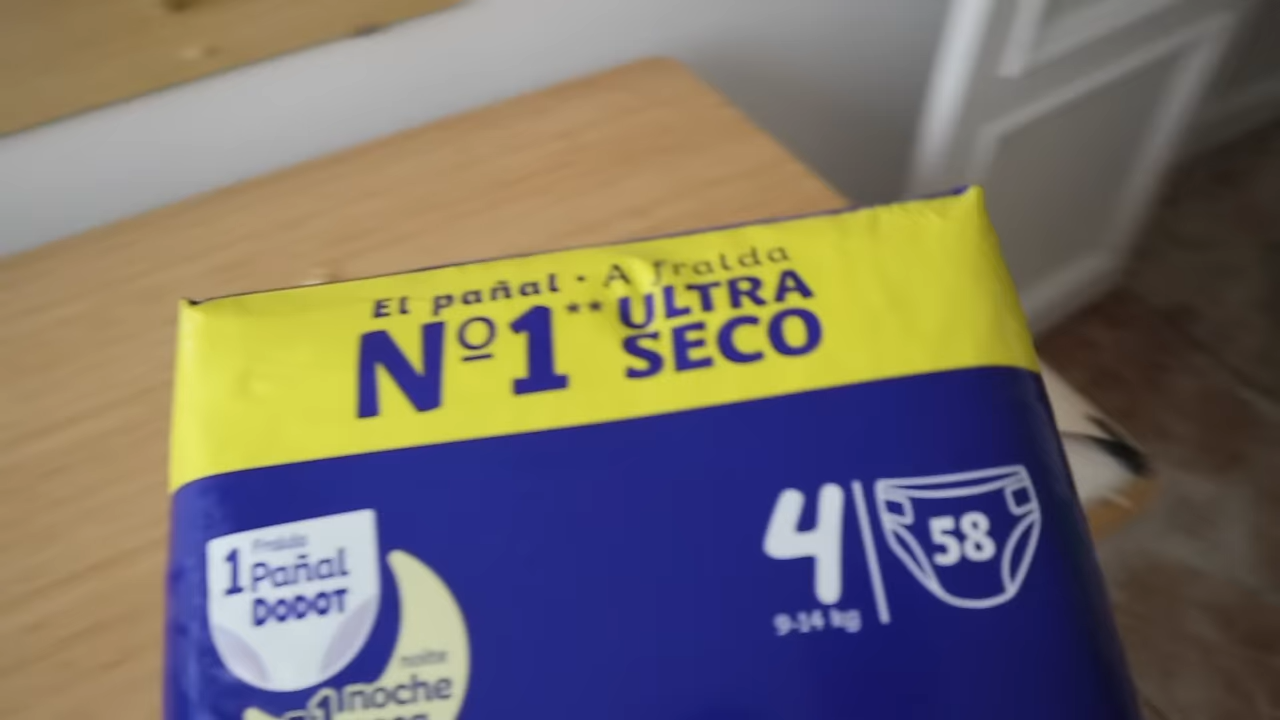 El pañal · A fralda
Nº1** ULTRA
SECO
4
58
9-14 kg
Fralda
1 Pañal
DODOT
noite
1 noche